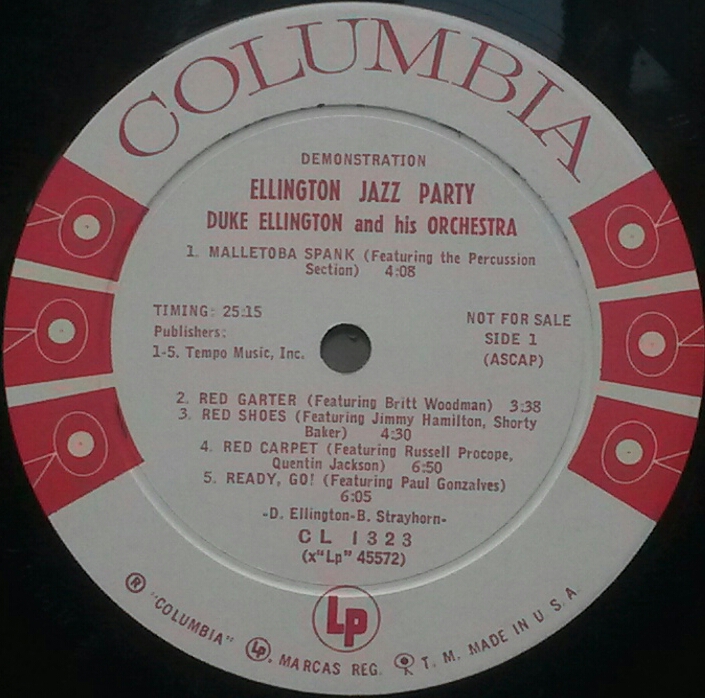 COLUMBIA
DEMONSTRATION
ELLINGTON JAZZ PARTY
DUKE ELLINGTON and his ORCHESTRA
1. MALLETOBA SPANK (Featuring the Percussion
Section) 4:08
TIMING: 25:15
Publishers:
1-5. Tempo Music, Inc.
NOT FOR SALE
SIDE 1
(ASCAP)
2. RED GARTER (Featuring Britt Woodman) 3:38
3. RED SHOES (Featuring Jimmy Hamilton, Shorty
Baker) 4:30
4. RED CARPET (Featuring Russell Procope,
Quentin Jackson) 6:50
5. READY, GO! (Featuring Paul Gonzalves)
6:05
-D. Ellington-B. Strayhorn-
CL 1323
(x"Lp" 45572)
Lp
® "COLUMBIA" Lp, MARCAS REG. T. M. MADE IN U. S. A.